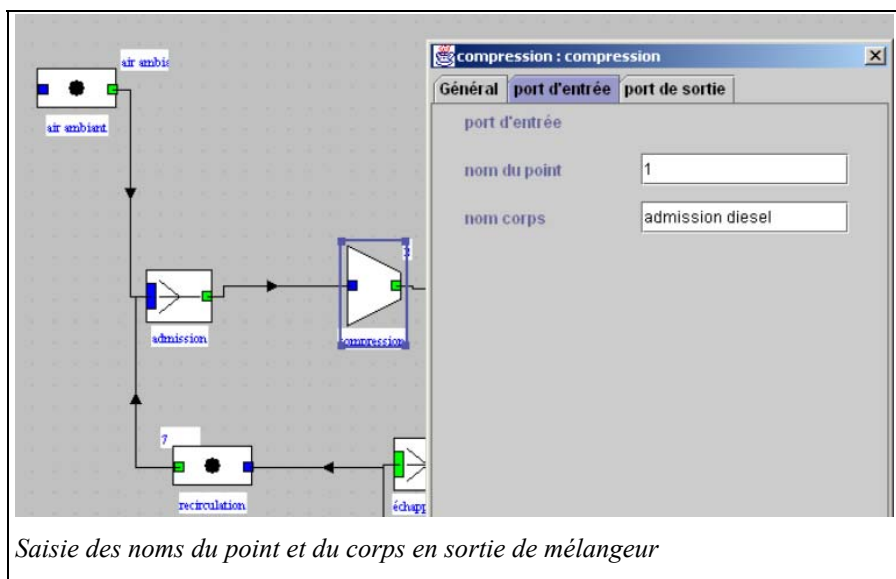 air ambia
air ambiant
compression : compression
Général port d'entrée port de sortie
port d'entrée
nom du point 1
nom corps admission diesel
admission
compression
7
recirculation
échapp
Saisie des noms du point et du corps en sortie de mélangeur